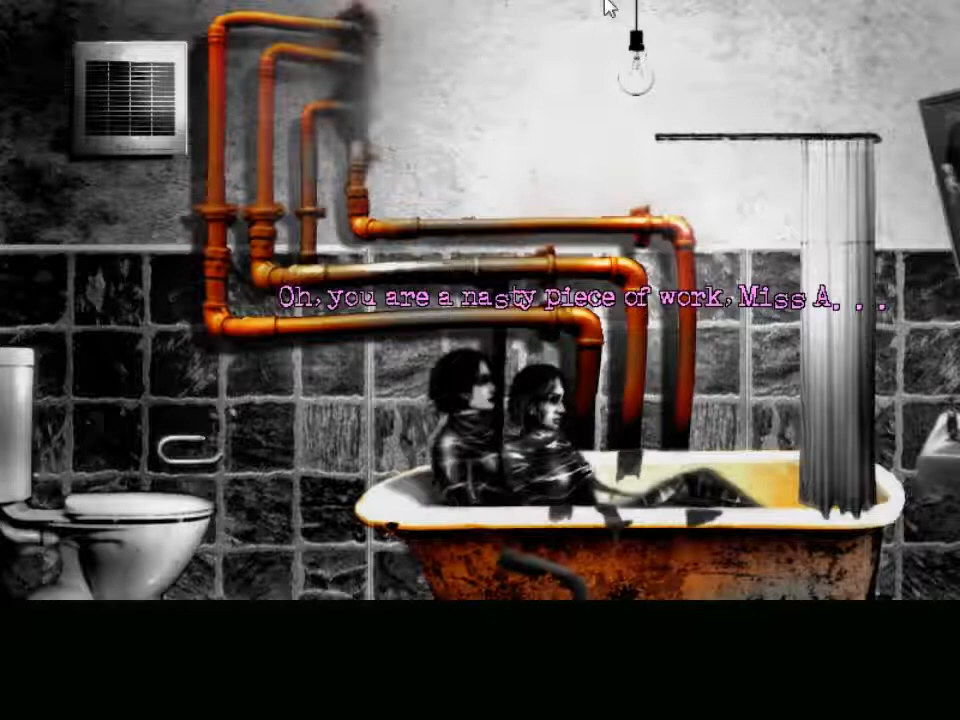 Oh, you are a nasty piece of work, Miss A. . .